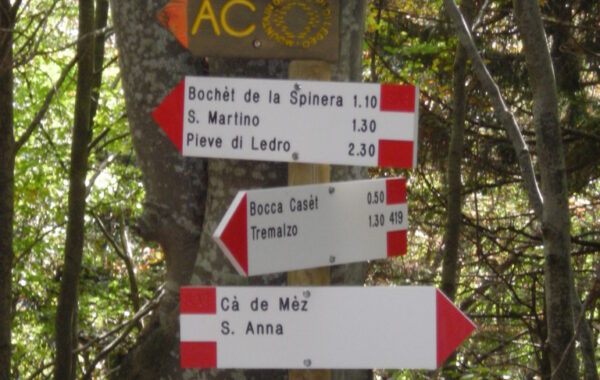 AC
Bochèt de la Spinera 1.10
S. Martino 1.30
Pieve di Ledro 2.30
Bocca Casèt 0.50
Tremalzo 1.30 419
Cà de Mèz
S. Anna